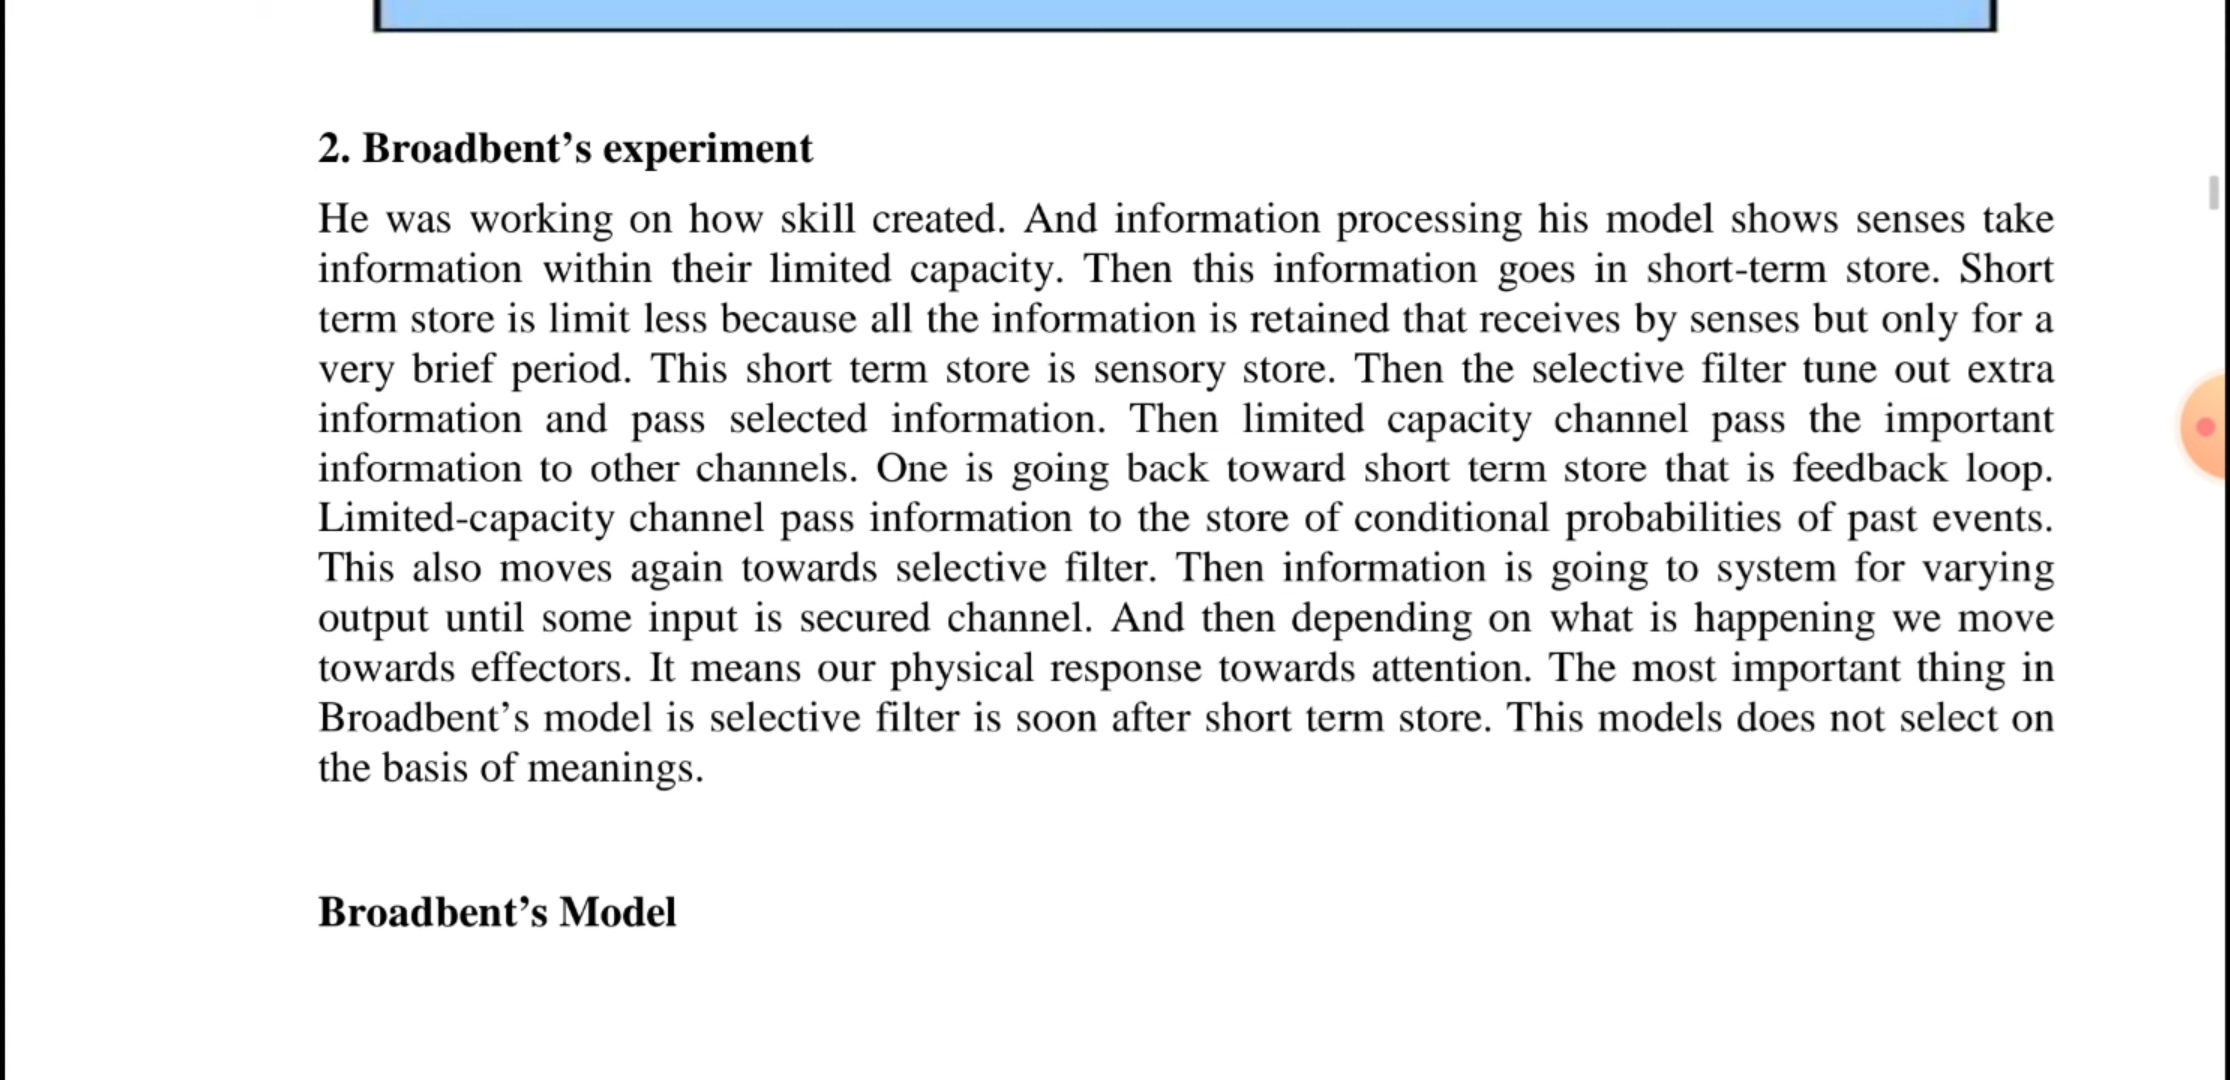 2. Broadbent’s experiment
He was working on how skill created. And information processing his model shows senses take
information within their limited capacity. Then this information goes in short-term store. Short
term store is limit less because all the information is retained that receives by senses but only for a
very brief period. This short term store is sensory store. Then the selective filter tune out extra
information and pass selected information. Then limited capacity channel pass the important
information to other channels. One is going back toward short term store that is feedback loop.
Limited-capacity channel pass information to the store of conditional probabilities of past events.
This also moves again towards selective filter. Then information is going to system for varying
output until some input is secured channel. And then depending on what is happening we move
towards effectors. It means our physical response towards attention. The most important thing in
Broadbent’s model is selective filter is soon after short term store. This models does not select on
the basis of meanings.
Broadbent’s Model